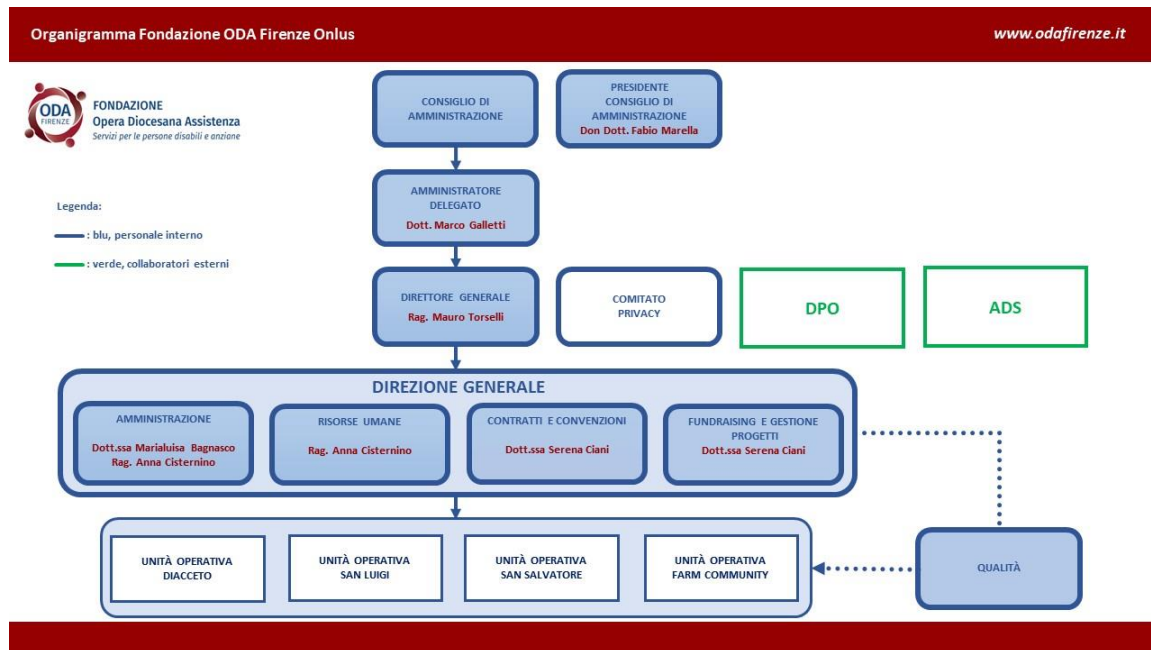 Organigramma Fondazione ODA Firenze Onlus
www.odafirenze.it
ODA
FIRENZE
FONDAZIONE
Opera Diocesana Assistenza
Servizi per le persone disabili e anziane
CONSIGLIO DI
AMMINISTRAZIONE
PRESIDENTE
CONSIGLIO DI
AMMINISTRAZIONE
Don Dott. Fabio Marella
AMMINISTRATORE
DELEGATO
Dott. Marco Galletti
Legenda:
: blu, personale interno
: verde, collaboratori esterni
DIRETTORE GENERALE
Rag. Mauro Torselli
COMITATO
PRIVACY
DPO
ADS
DIREZIONE GENERALE
AMMINISTRAZIONE
Dott.ssa Marialuisa Bagnasco
Rag. Anna Cisternino
RISORSE UMANE
Rag. Anna Cisternino
CONTRATTI E CONVENZIONI
Dott.ssa Serena Ciani
FUNDRAISING E GESTIONE
PROGETTI
Dott.ssa Serena Ciani
UNITÀ OPERATIVA
DIACCETO
UNITÀ OPERATIVA
SAN LUIGI
UNITÀ OPERATIVA
SAN SALVATORE
UNITÀ OPERATIVA
FARM COMMUNITY
QUALITÀ